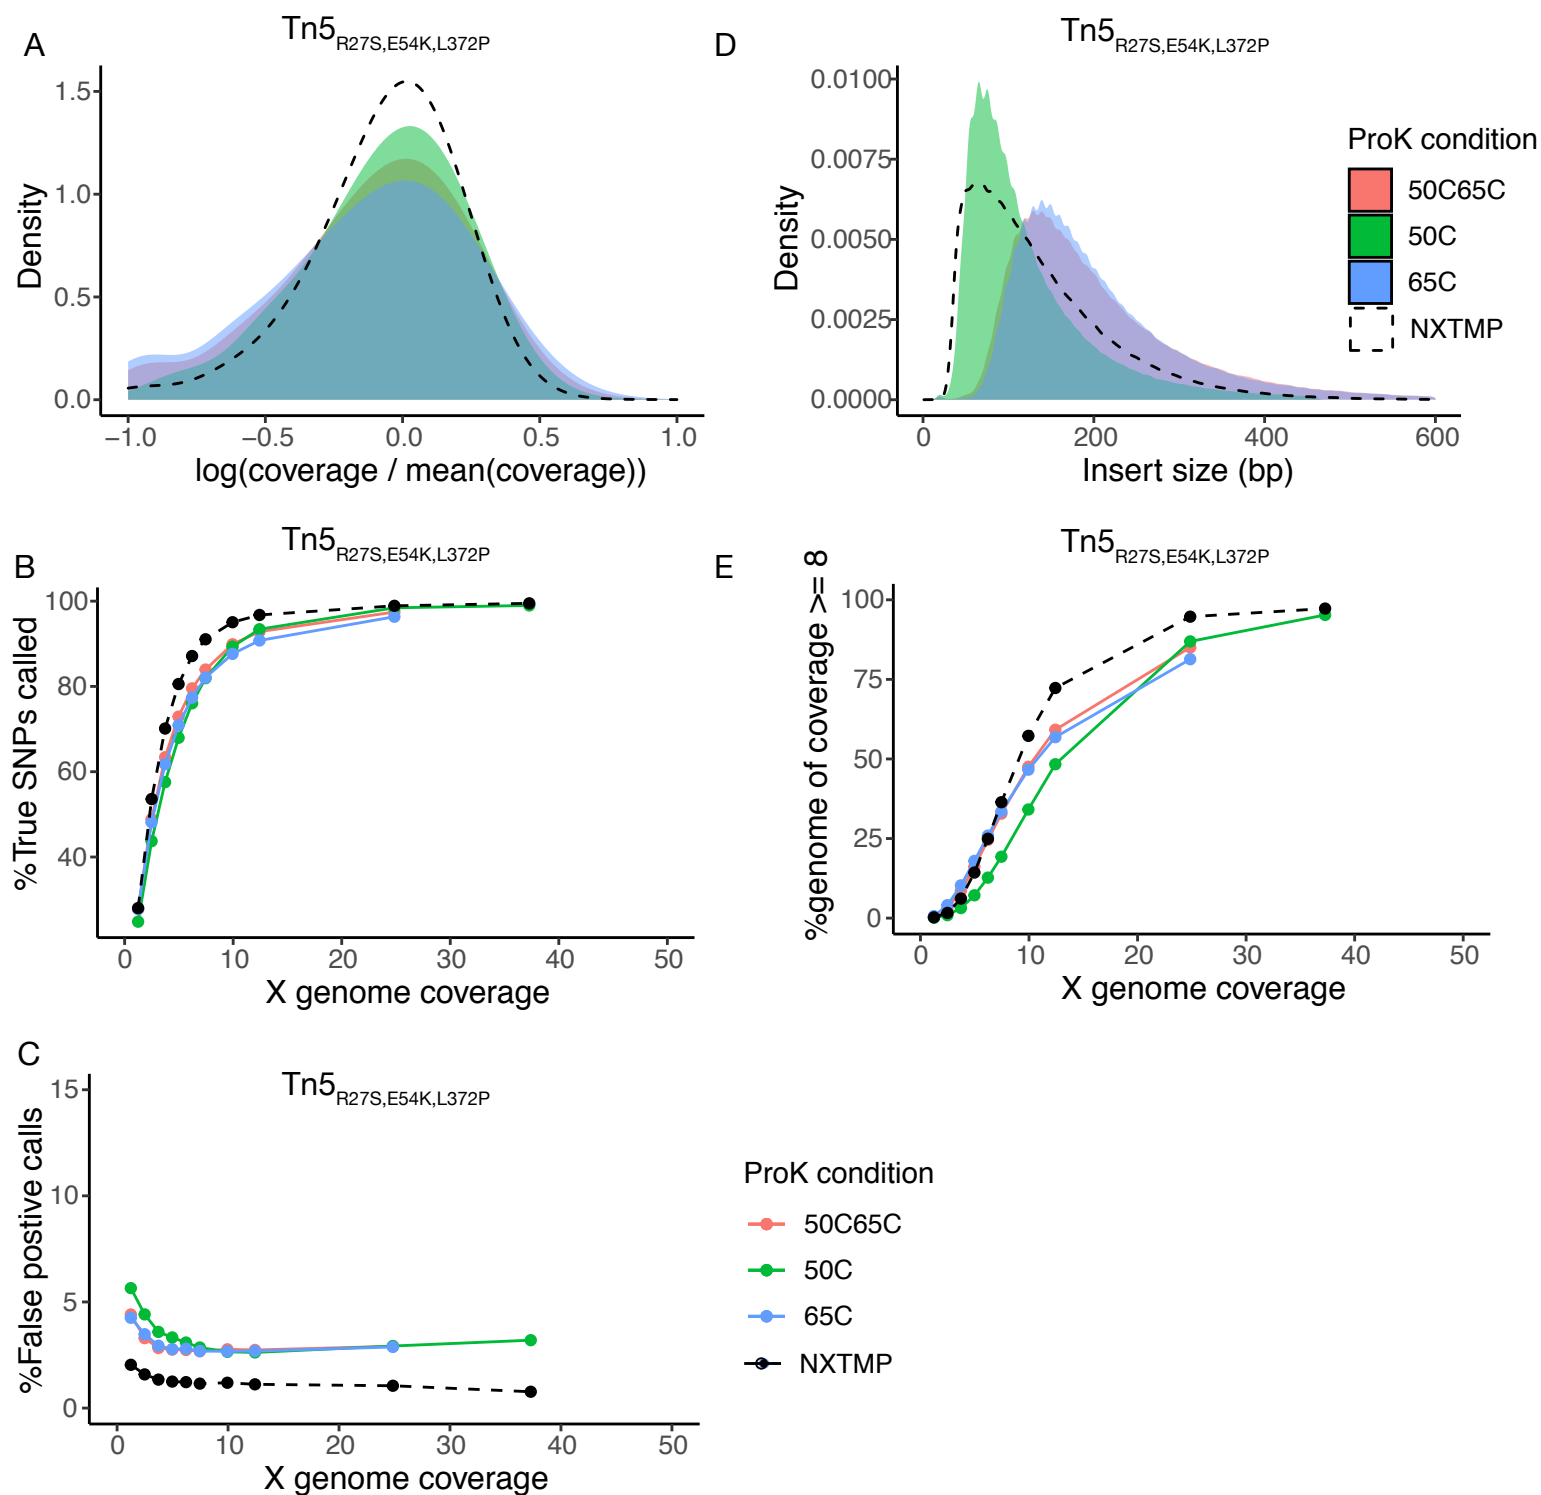 A
Tn5R27S,E54K,L372P
1.5
1.0
0.5
0.0
Density
−1.0 −0.5 0.0 0.5 1.0
log(coverage / mean(coverage))
D
Tn5R27S,E54K,L372P
0.0100
0.0075
0.0050
0.0025
0.0000
Density
0 200 400 600
Insert size (bp)
ProK condition
50C65C
50C
65C
NXTMP
B
Tn5R27S,E54K,L372P
100
80
60
40
%True SNPs called
0 10 20 30 40 50
X genome coverage
E
Tn5R27S,E54K,L372P
100
75
50
25
0
%genome of coverage >= 8
0 10 20 30 40 50
X genome coverage
C
Tn5R27S,E54K,L372P
15
10
5
0
%False postive calls
0 10 20 30 40 50
X genome coverage
ProK condition
50C65C
50C
65C
NXTMP